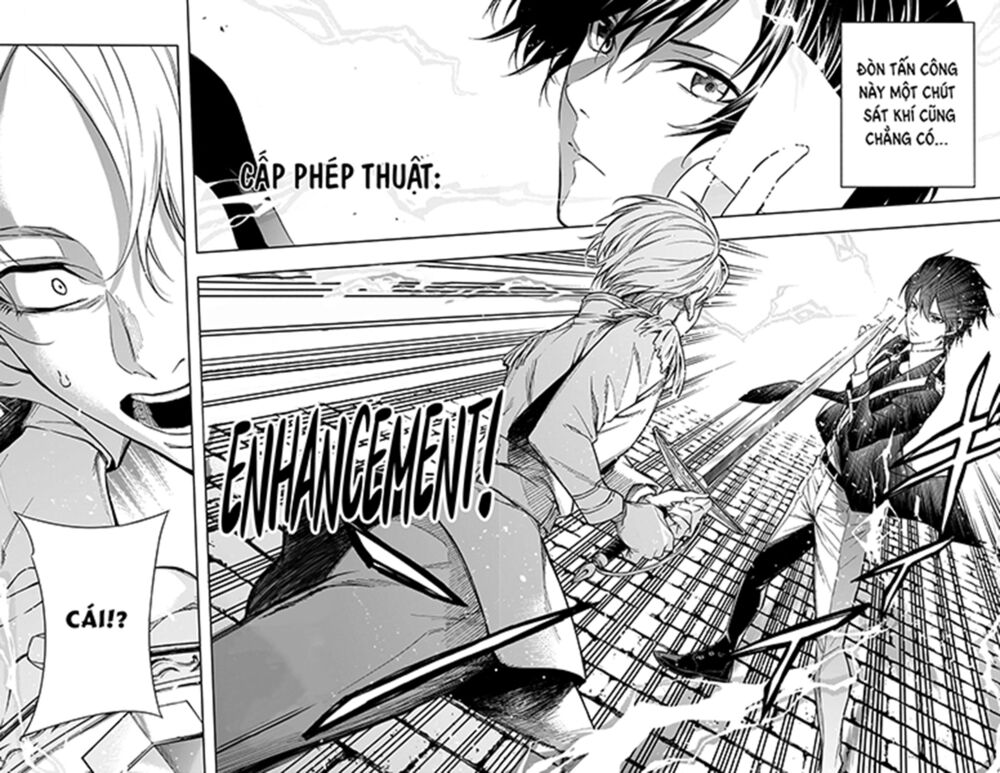 ĐÒN TẤN CÔNG
NÀY MỘT CHÚT
SÁT KHÍ CŨNG
CHẲNG CÓ...
CẤP PHÉP THUẬT:
ENHANCEMENT!
CÁI!?